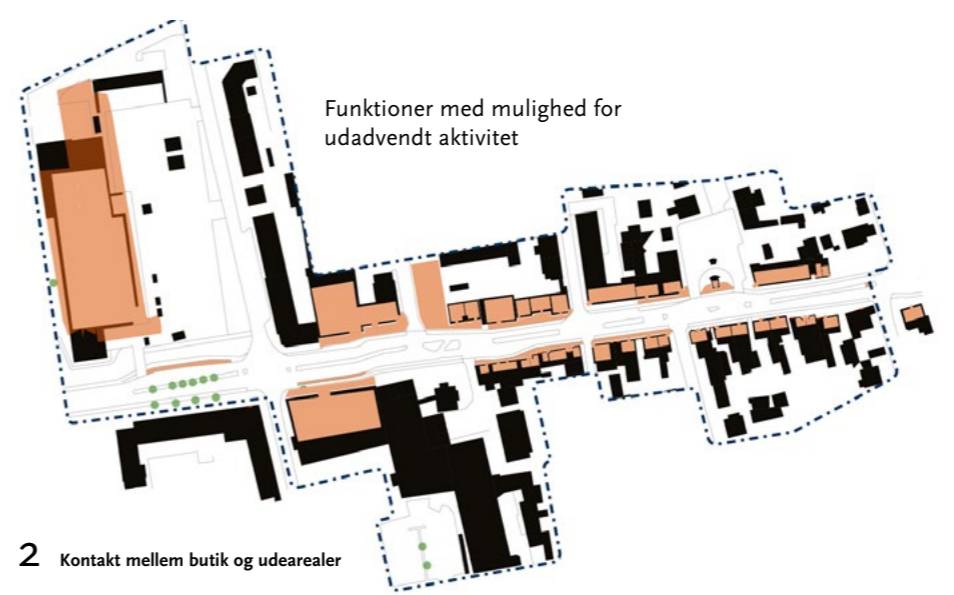 Funktioner med mulighed for
udadvendt aktivitet
2 Kontakt mellem butik og udearealer